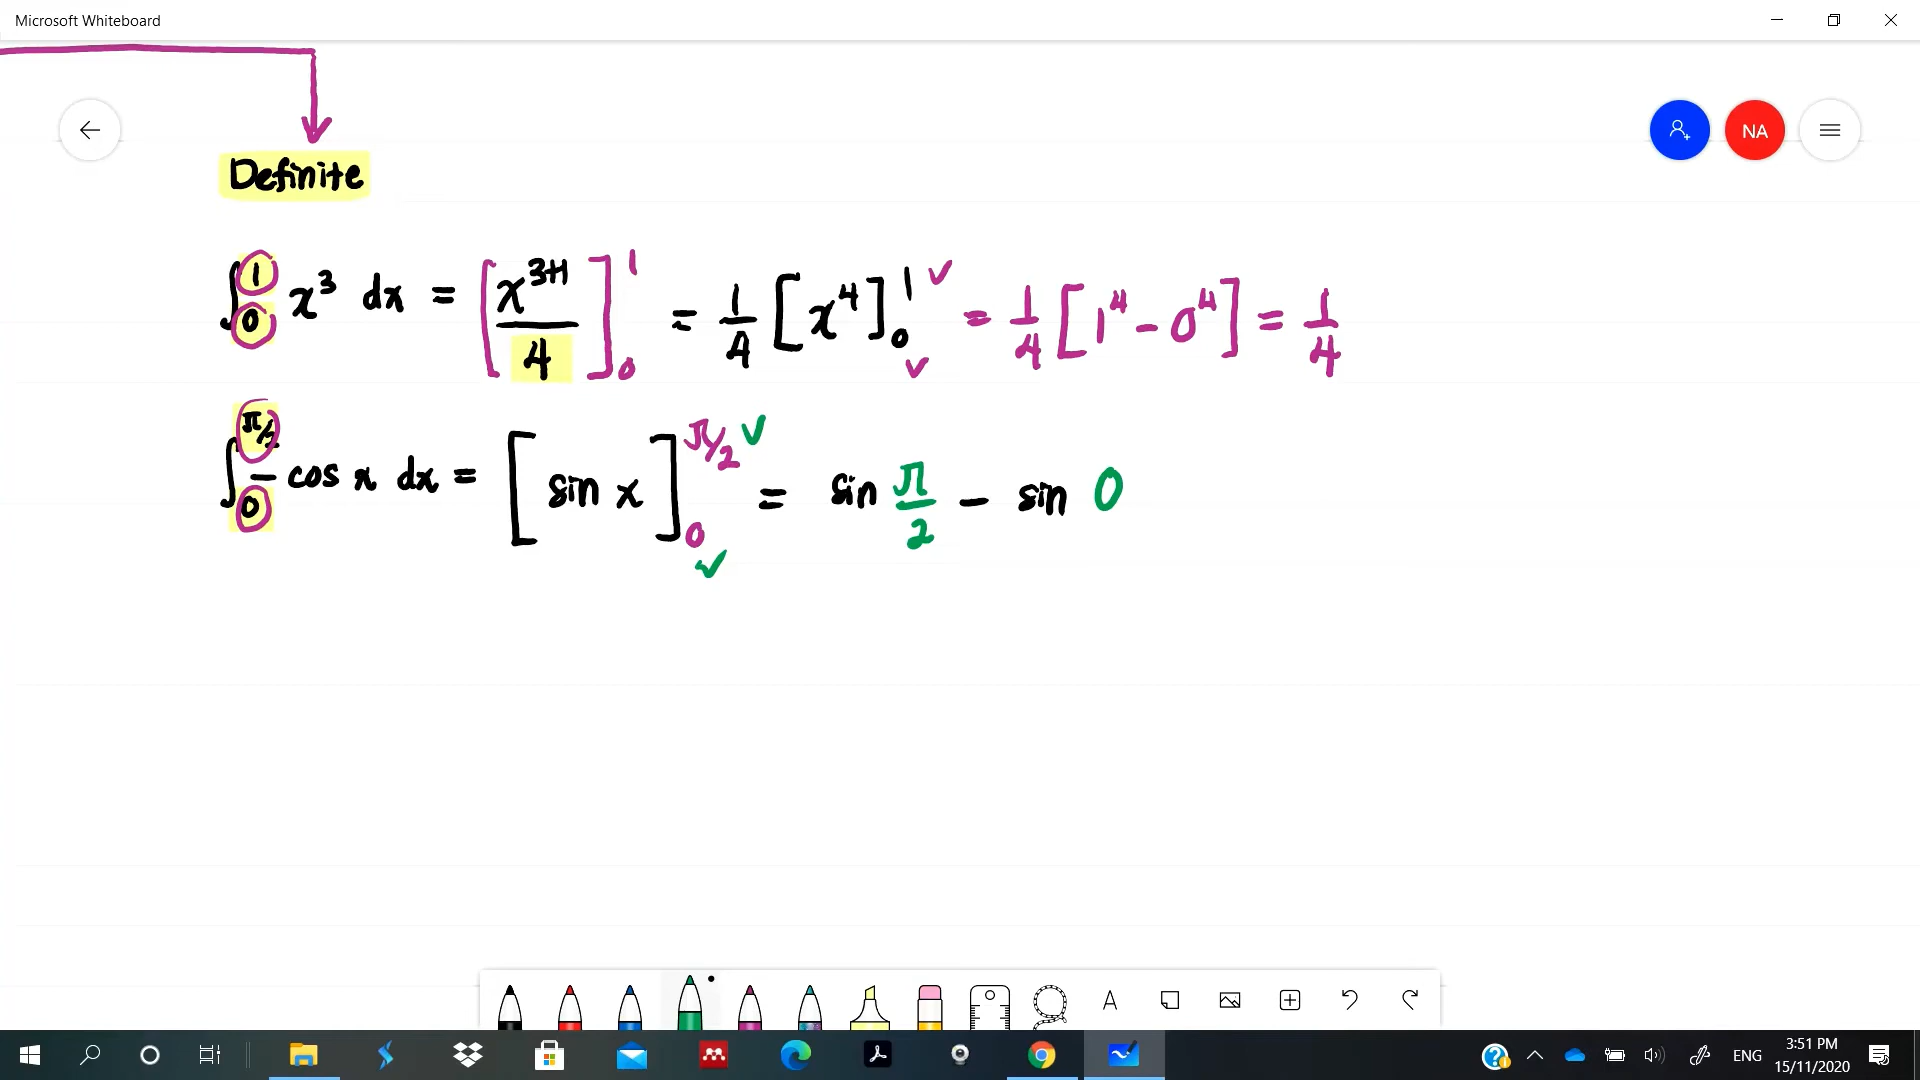 Microsoft Whiteboard
NA
Definite
∫₀¹ x³ dx = [x³⁺¹/4]₀¹ = 1/4 [x⁴]₀¹ ✓ ✓ = 1/4 [1⁴ - 0⁴] = 1/4
∫₀^(π/2) cos x dx = [sin x]₀^(π/2) ✓ ✓ = sin π/2 - sin 0
A
ENG
3:51 PM
15/11/2020